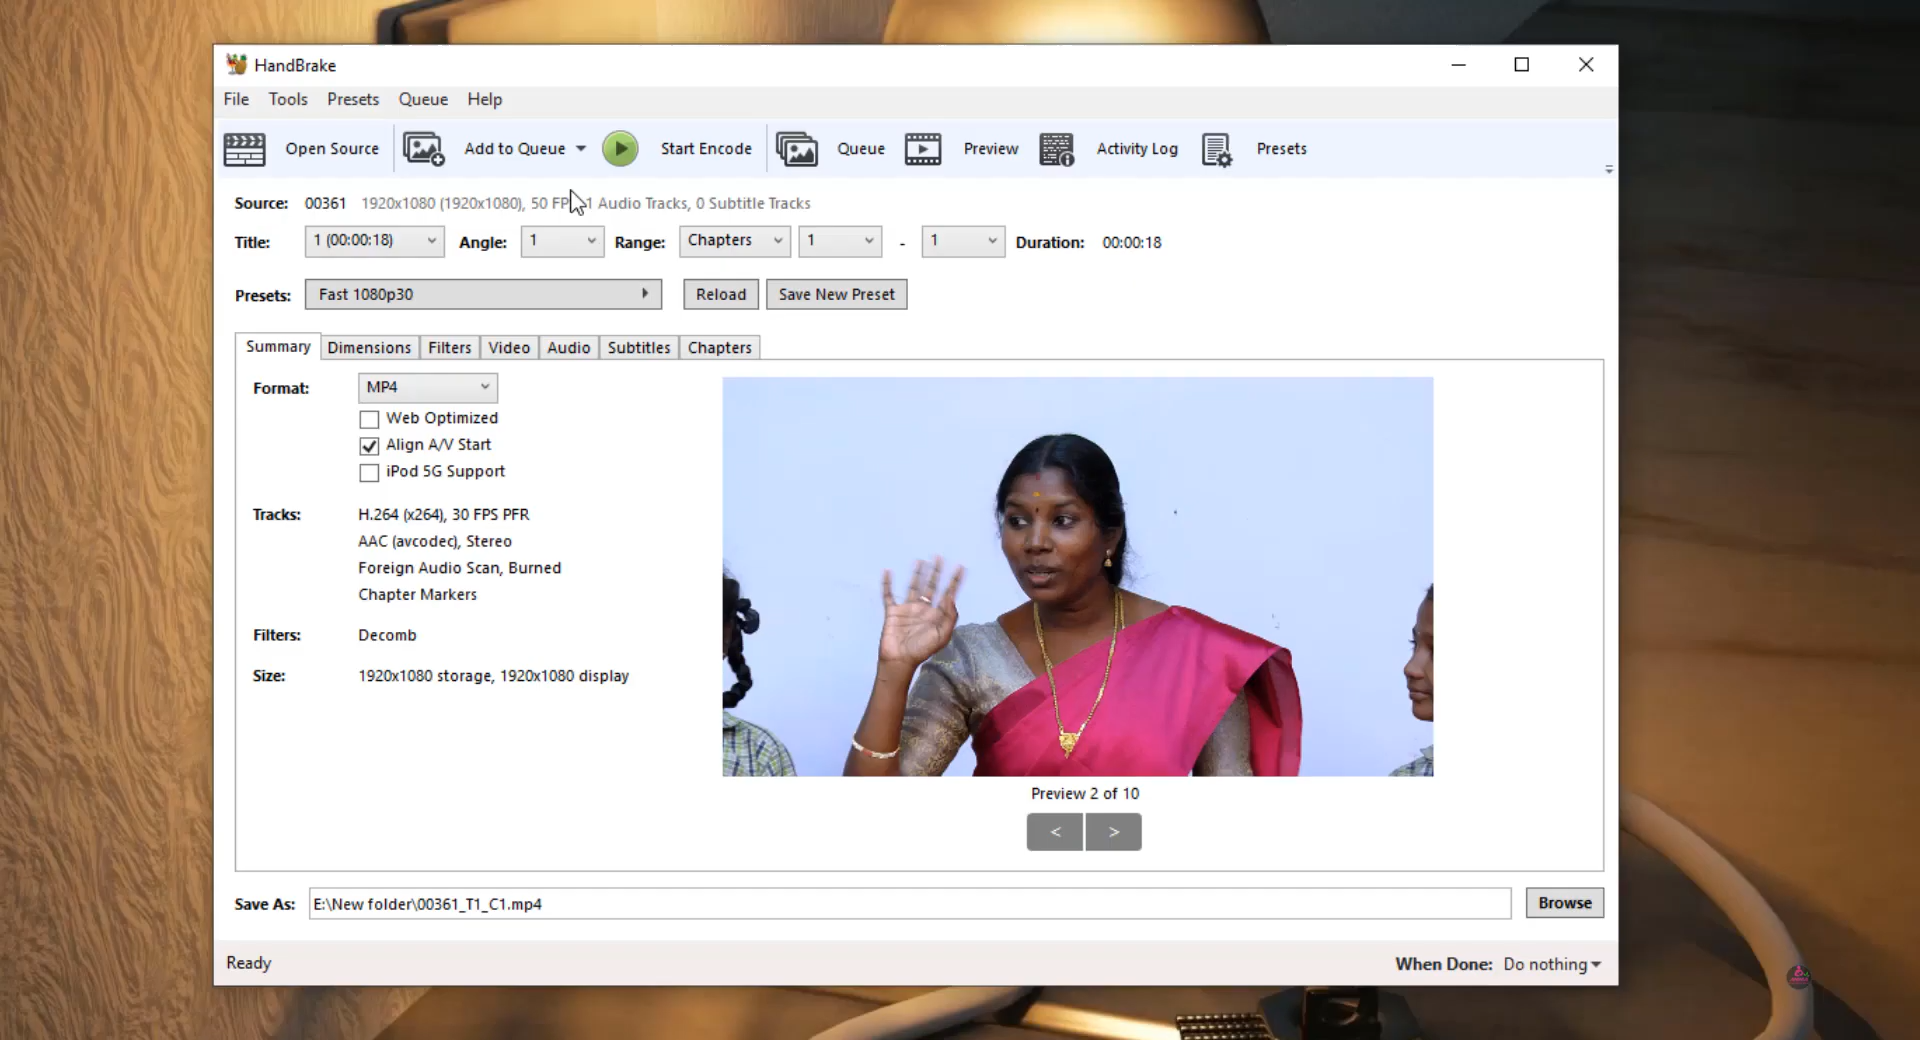 HandBrake
File Tools Presets Queue Help
Open Source Add to Queue Start Encode Queue Preview Activity Log Presets
Source: 00361 1920x1080 (1920x1080), 50 FP 1 Audio Tracks, 0 Subtitle Tracks
Title: 1 (00:00:18) Angle: 1 Range: Chapters 1 - 1 Duration: 00:00:18
Presets: Fast 1080p30 Reload Save New Preset
Summary Dimensions Filters Video Audio Subtitles Chapters
Format: MP4
Web Optimized
Align A/V Start
iPod 5G Support
Tracks: H.264 (x264), 30 FPS PFR
AAC (avcodec), Stereo
Foreign Audio Scan, Burned
Chapter Markers
Filters: Decomb
Size: 1920x1080 storage, 1920x1080 display
Preview 2 of 10
< >
Save As: E:\New folder\00361_T1_C1.mp4 Browse
Ready When Done: Do nothing